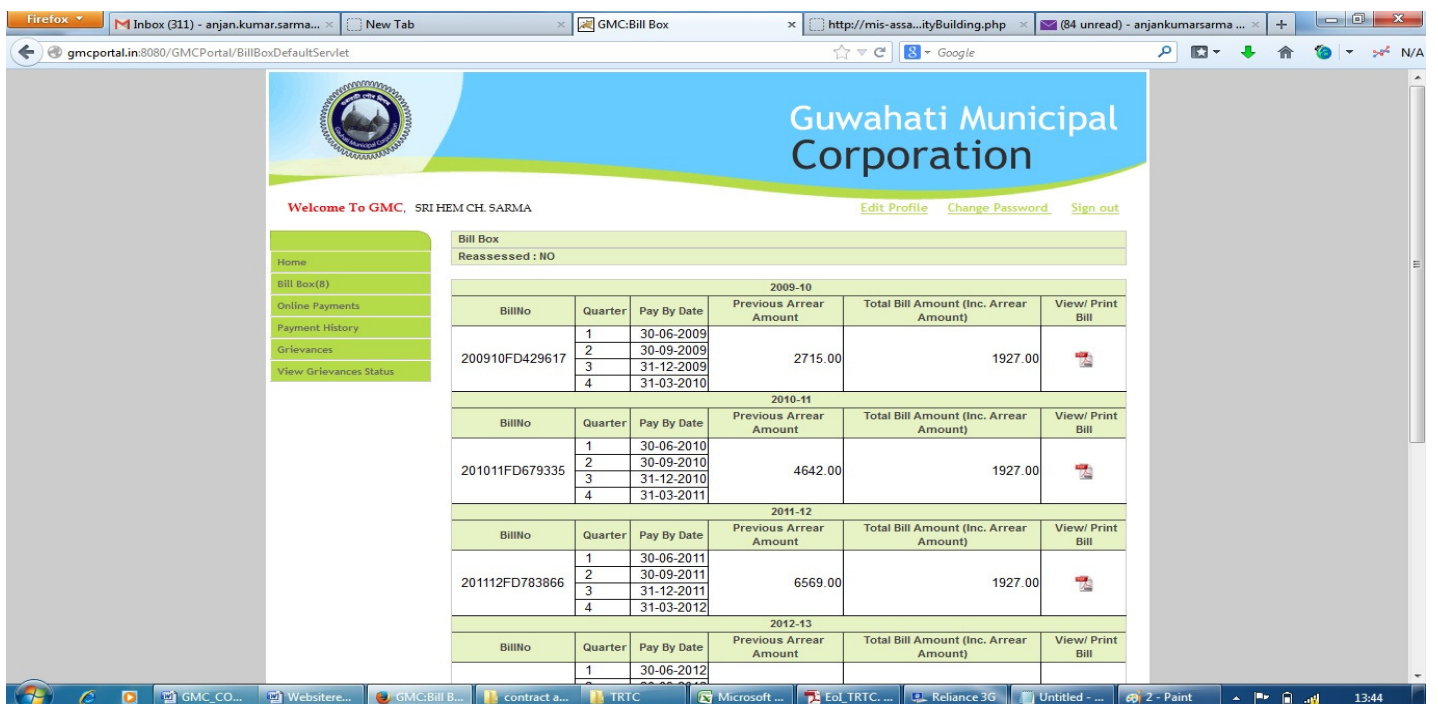 Firefox
Inbox (311) - anjan.kumar.sarma...
New Tab
GMC:Bill Box
http://mis-assa...ityBuilding.php
(84 unread) - anjankumarsarma ...
gmcportal.in:8080/GMCPortal/BillBoxDefaultServlet
Google
N/A
Guwahati Municipal
Corporation
Welcome To GMC, SRI HEM CH. SARMA
Edit Profile Change Password Sign out
Home
Bill Box(8)
Online Payments
Payment History
Grievances
View Grievances Status
Bill Box
Reassessed : NO
2009-10
BillNo Quarter Pay By Date Previous Arrear Amount Total Bill Amount (Inc. Arrear Amount) View/ Print Bill
200910FD429617 2715.00 1927.00
1 30-06-2009
2 30-09-2009
3 31-12-2009
4 31-03-2010
2010-11
BillNo Quarter Pay By Date Previous Arrear Amount Total Bill Amount (Inc. Arrear Amount) View/ Print Bill
201011FD679335 4642.00 1927.00
1 30-06-2010
2 30-09-2010
3 31-12-2010
4 31-03-2011
2011-12
BillNo Quarter Pay By Date Previous Arrear Amount Total Bill Amount (Inc. Arrear Amount) View/ Print Bill
201112FD783866 6569.00 1927.00
1 30-06-2011
2 30-09-2011
3 31-12-2011
4 31-03-2012
2012-13
BillNo Quarter Pay By Date Previous Arrear Amount Total Bill Amount (Inc. Arrear Amount) View/ Print Bill
1 30-06-2012
GMC_CO...
Websitere...
GMC:Bill B...
contract a...
TRTC
Microsoft ...
EoI_TRTC. ...
Reliance 3G
Untitled - ...
2 - Paint
13:44